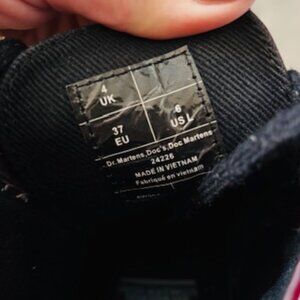 4
UK
37
EU
6
US L
Dr. Martens, Doc's, Doc Martens
24226
MADE IN VIETNAM
Fabriqué en vietnam